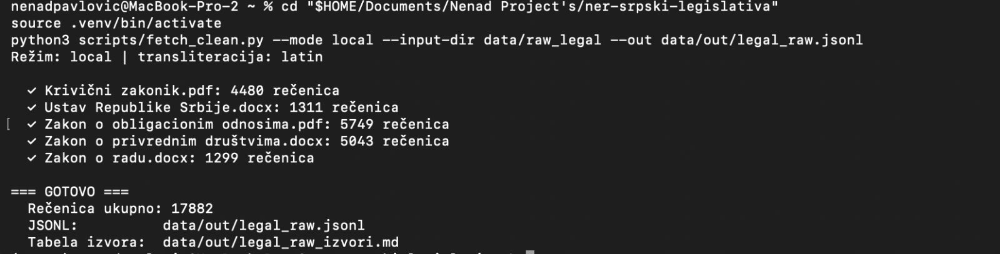 nenadpavlovic@MacBook-Pro-2 ~ % cd "$HOME/Documents/Nenad Project's/ner-srpski-legislativa"
source .venv/bin/activate
python3 scripts/fetch_clean.py --mode local --input-dir data/raw_legal --out data/out/legal_raw.jsonl
Režim: local | transliteracija: latin
✓ Krivični zakonik.pdf: 4480 rečenica
✓ Ustav Republike Srbije.docx: 1311 rečenica
[ ✓ Zakon o obligacionim odnosima.pdf: 5749 rečenica
✓ Zakon o privrednim društvima.docx: 5043 rečenica
✓ Zakon o radu.docx: 1299 rečenica
=== GOTOVO ===
Rečenica ukupno: 17882
JSONL: data/out/legal_raw.jsonl
Tabela izvora: data/out/legal_raw_izvori.md